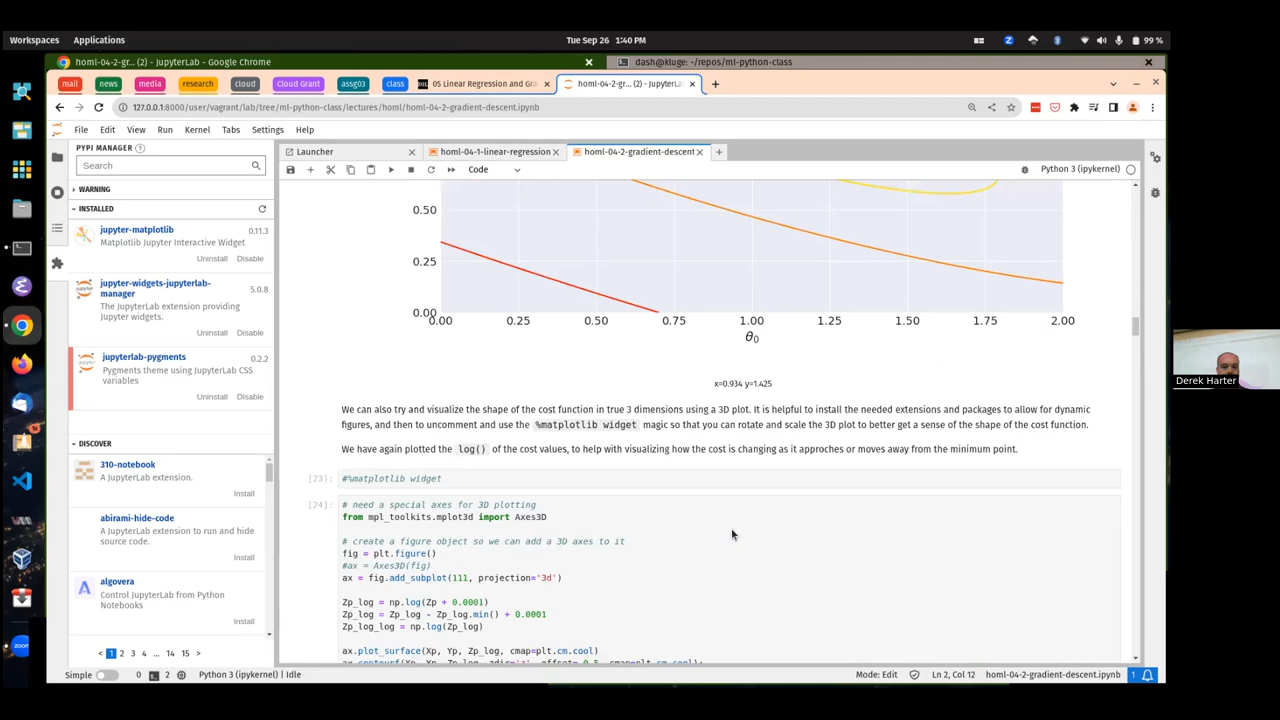 Workspaces Applications Tue Sep 26 1:40 PM 99 %
homl-04-2-gr... (2) - JupyterLab - Google Chrome dash@kluge: ~/repos/ml-python-class
mail news media research cloud Cloud Grant assg03 class 05 Linear Regression and Gr homl-04-2-gr... (2) - JupyterL
127.0.0.1:8000/user/vagrant/lab/tree/ml-python-class/lectures/homl/homl-04-2-gradient-descent.ipynb
File Edit View Run Kernel Tabs Settings Help
PYPI MANAGER ?
Search
WARNING
INSTALLED
jupyter-matplotlib 0.11.3
Matplotlib Jupyter Interactive Widget
Uninstall Disable
jupyter-widgets-jupyterlab-manager 5.0.8
The JupyterLab extension providing Jupyter widgets.
Uninstall Disable
jupyterlab-pygments 0.2.2
Pygments theme using JupyterLab CSS variables
Uninstall Disable
DISCOVER
310-notebook
A JupyterLab extension.
Install
abirami-hide-code
A JupyterLab extension to run and hide source code.
Install
algovera
Control JupyterLab from Python Notebooks
Install
1 2 3 4 ... 14 15 >
Launcher homl-04-1-linear-regression homl-04-2-gradient-descent
Code Python 3 (ipykernel)
0.50
0.25
0.00
0.00 0.25 0.50 0.75 1.00 1.25 1.50 1.75 2.00
θ0
x=0.934 y=1.425
We can also try and visualize the shape of the cost function in true 3 dimensions using a 3D plot. It is helpful to install the needed extensions and packages to allow for dynamic
figures, and then to uncomment and use the %matplotlib widget magic so that you can rotate and scale the 3D plot to better get a sense of the shape of the cost function.
We have again plotted the log() of the cost values, to help with visualizing how the cost is changing as it approches or moves away from the minimum point.
[23]: #%matplotlib widget
[24]: # need a special axes for 3D plotting
from mpl_toolkits.mplot3d import Axes3D
# create a figure object so we can add a 3D axes to it
fig = plt.figure()
#ax = Axes3D(fig)
ax = fig.add_subplot(111, projection='3d')
Zp_log = np.log(Zp + 0.0001)
Zp_log = Zp_log - Zp_log.min() + 0.0001
Zp_log_log = np.log(Zp_log)
ax.plot_surface(Xp, Yp, Zp_log, cmap=plt.cm.cool)
Simple 0 2 Python 3 (ipykernel) | Idle Mode: Edit Ln 2, Col 12 homl-04-2-gradient-descent.ipynb 1
Derek Harter